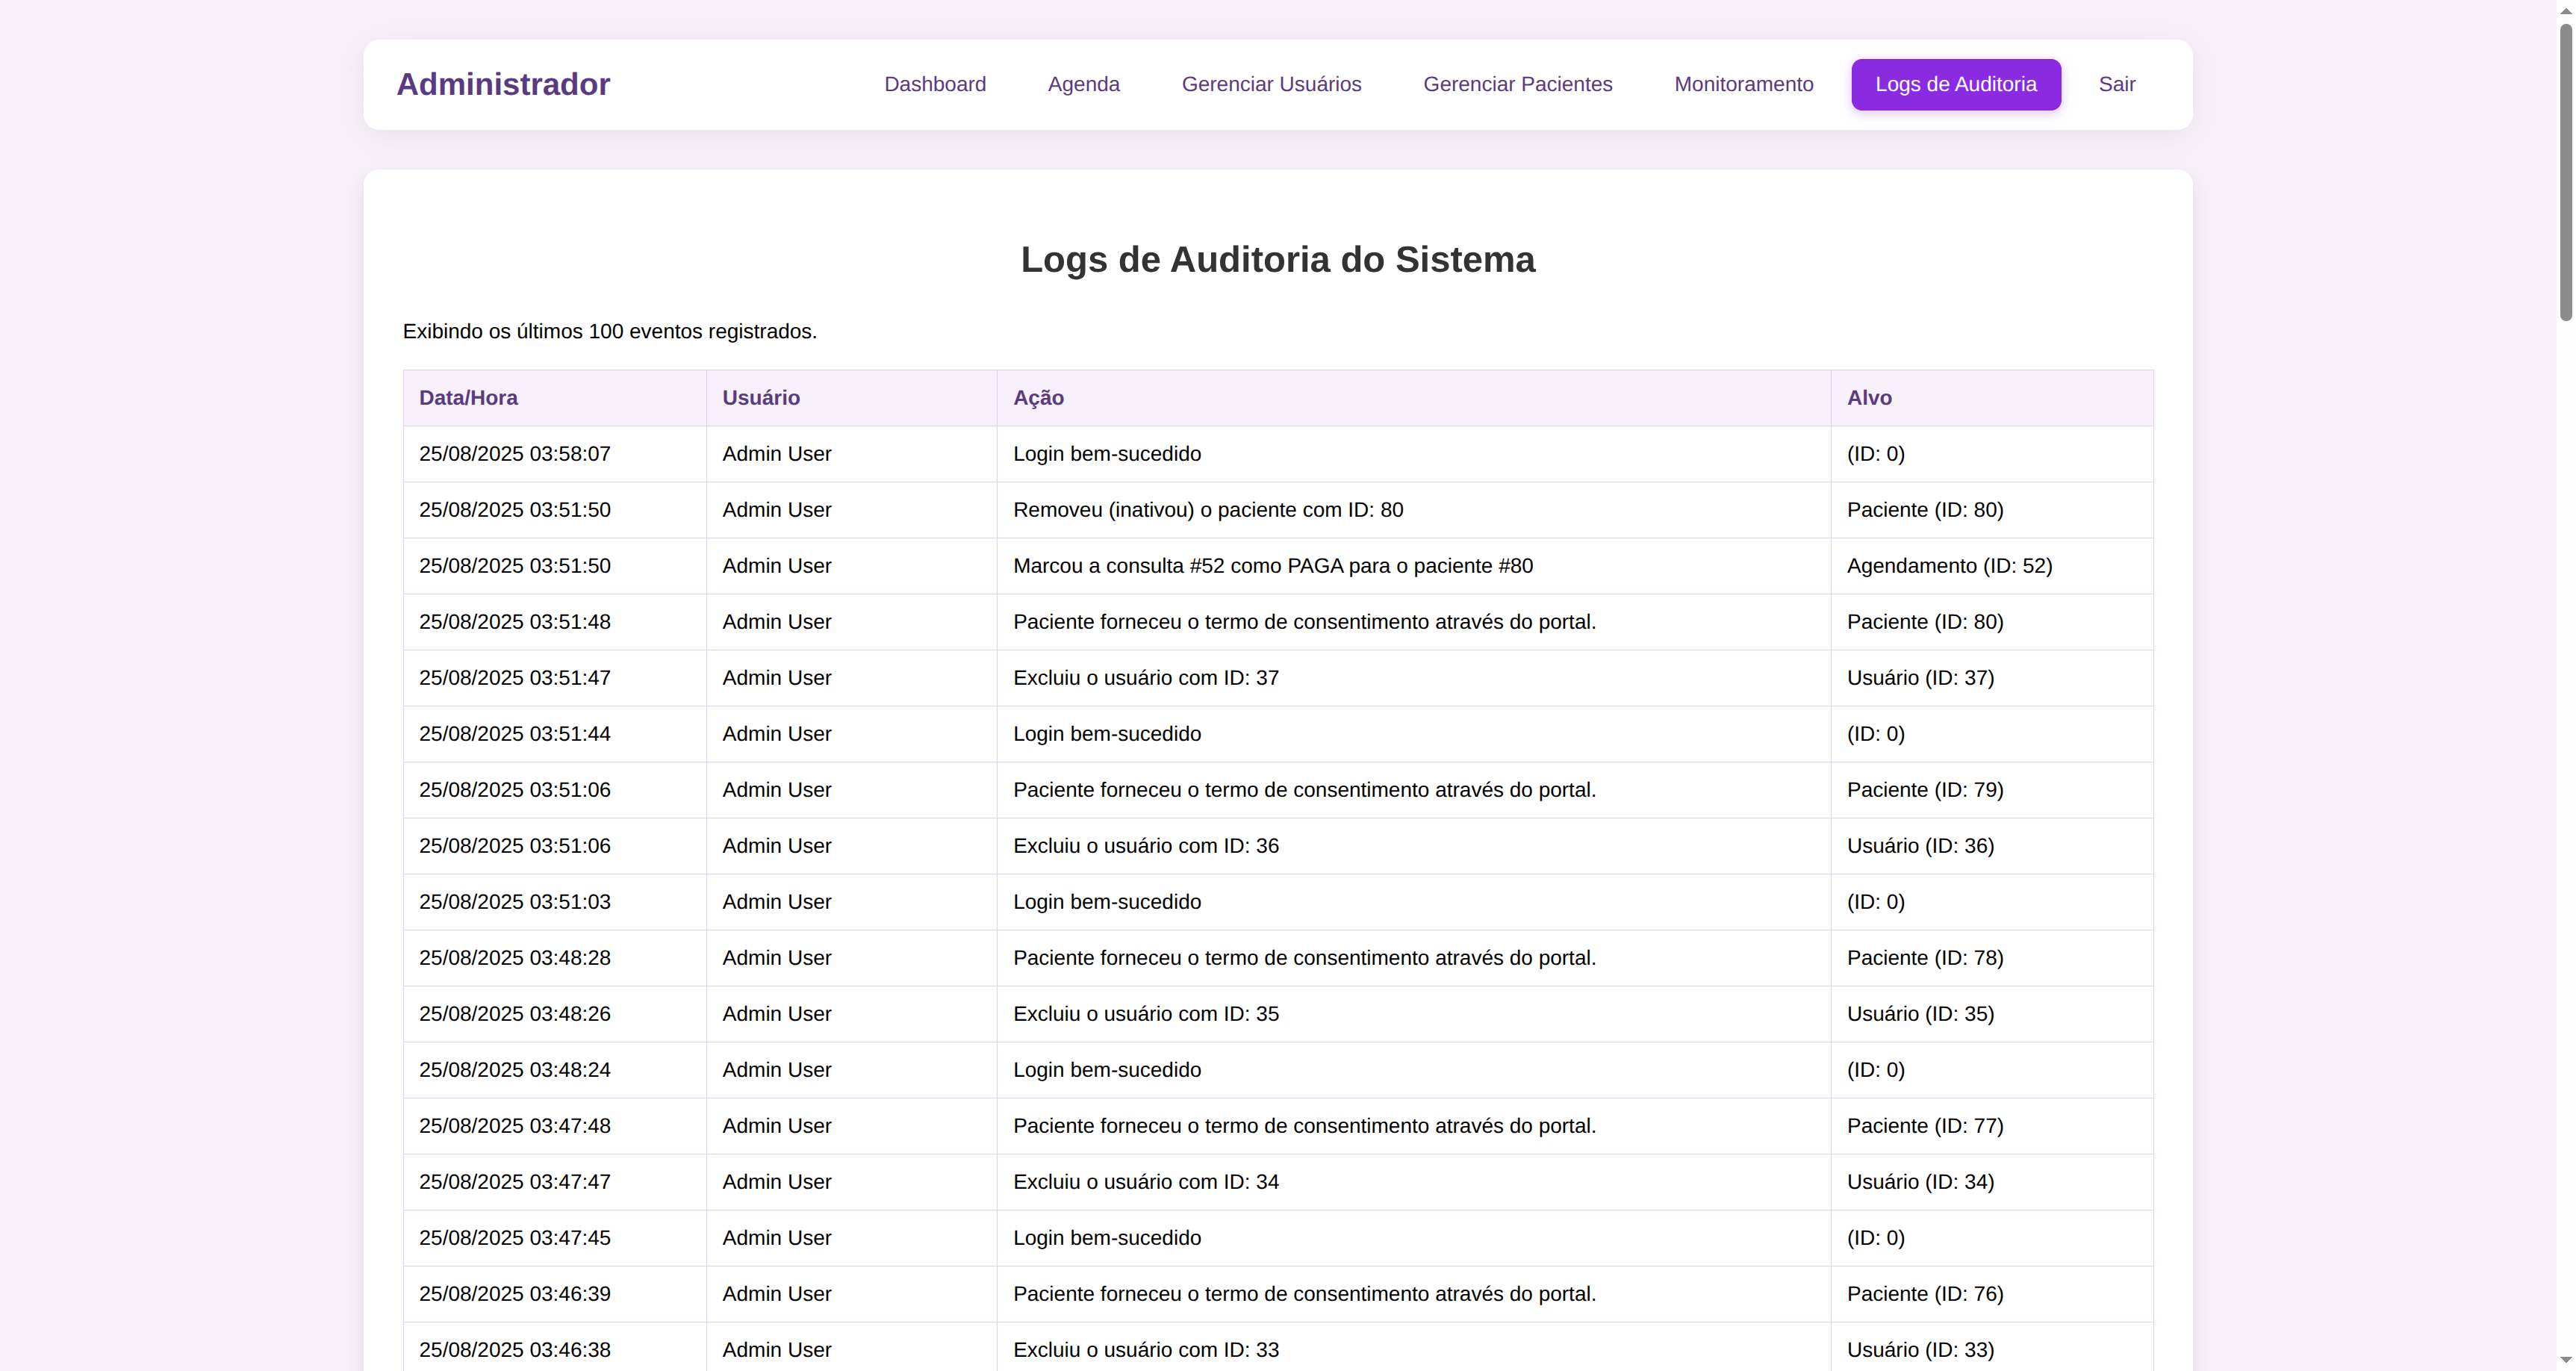 Administrador Dashboard Agenda Gerenciar Usuários Gerenciar Pacientes Monitoramento Logs de Auditoria Sair
Logs de Auditoria do Sistema
Exibindo os últimos 100 eventos registrados.
Data/Hora Usuário Ação Alvo
25/08/2025 03:58:07 Admin User Login bem-sucedido (ID: 0)
25/08/2025 03:51:50 Admin User Removeu (inativou) o paciente com ID: 80 Paciente (ID: 80)
25/08/2025 03:51:50 Admin User Marcou a consulta #52 como PAGA para o paciente #80 Agendamento (ID: 52)
25/08/2025 03:51:48 Admin User Paciente forneceu o termo de consentimento através do portal. Paciente (ID: 80)
25/08/2025 03:51:47 Admin User Excluiu o usuário com ID: 37 Usuário (ID: 37)
25/08/2025 03:51:44 Admin User Login bem-sucedido (ID: 0)
25/08/2025 03:51:06 Admin User Paciente forneceu o termo de consentimento através do portal. Paciente (ID: 79)
25/08/2025 03:51:06 Admin User Excluiu o usuário com ID: 36 Usuário (ID: 36)
25/08/2025 03:51:03 Admin User Login bem-sucedido (ID: 0)
25/08/2025 03:48:28 Admin User Paciente forneceu o termo de consentimento através do portal. Paciente (ID: 78)
25/08/2025 03:48:26 Admin User Excluiu o usuário com ID: 35 Usuário (ID: 35)
25/08/2025 03:48:24 Admin User Login bem-sucedido (ID: 0)
25/08/2025 03:47:48 Admin User Paciente forneceu o termo de consentimento através do portal. Paciente (ID: 77)
25/08/2025 03:47:47 Admin User Excluiu o usuário com ID: 34 Usuário (ID: 34)
25/08/2025 03:47:45 Admin User Login bem-sucedido (ID: 0)
25/08/2025 03:46:39 Admin User Paciente forneceu o termo de consentimento através do portal. Paciente (ID: 76)
25/08/2025 03:46:38 Admin User Excluiu o usuário com ID: 33 Usuário (ID: 33)